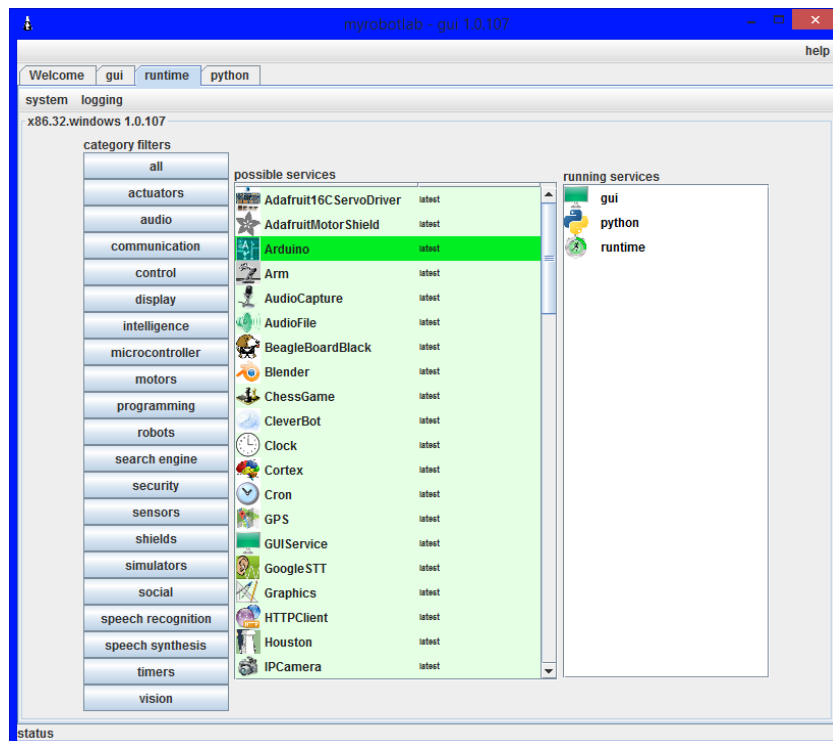 myrobotlab - gui 1.0.107
help
Welcome gui runtime python
system logging
x86.32.windows 1.0.107
category filters
all
actuators
audio
communication
control
display
intelligence
microcontroller
motors
programming
robots
search engine
security
sensors
shields
simulators
social
speech recognition
speech synthesis
timers
vision
possible services
Adafruit16CServoDriver latest
AdafruitMotorShield latest
Arduino latest
Arm latest
AudioCapture latest
AudioFile latest
BeagleBoardBlack latest
Blender latest
ChessGame latest
CleverBot latest
Clock latest
Cortex latest
Cron latest
GPS latest
GUIService latest
GoogleSTT latest
Graphics latest
HTTPClient latest
Houston latest
IPCamera latest
running services
gui
python
runtime
status